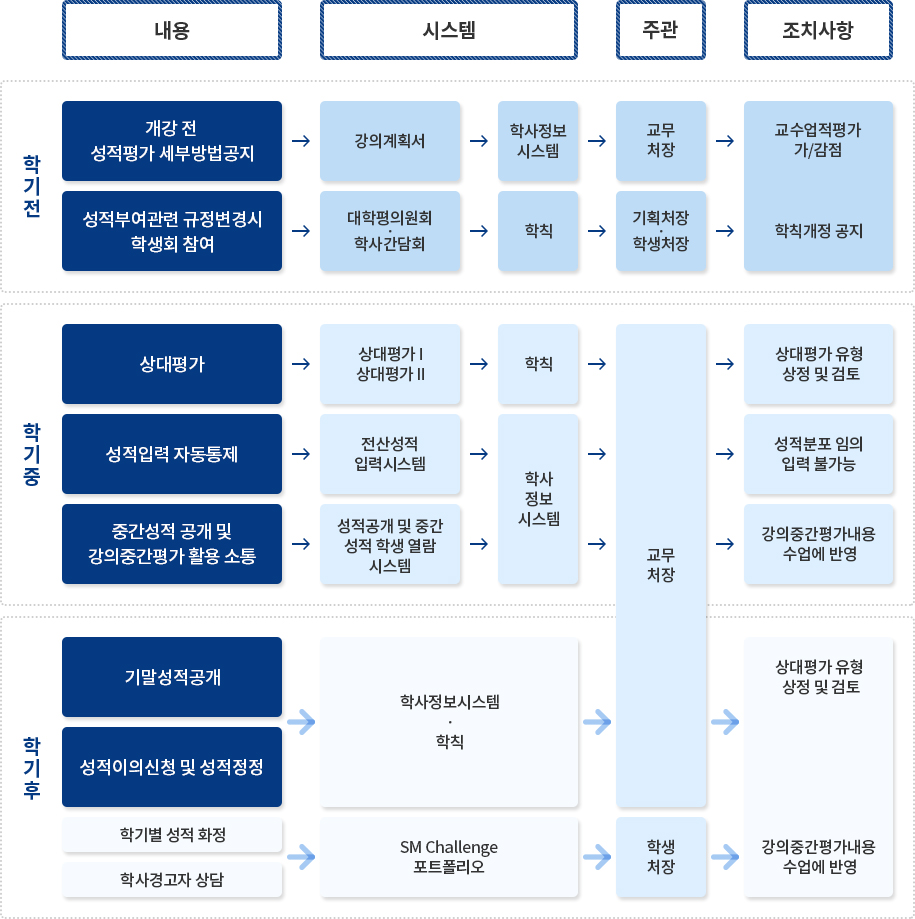 내용
시스템
주관
조치사항
학기전
개강 전
성적평가 세부방법공지
강의계획서
학사정보
시스템
교무
처장
교수업적평가
가/감점
성적부여관련 규정변경시
학생회 참여
대학평의원회
·
학사간담회
학칙
기획처장
·
학생처장
학칙개정 공지
학기중
상대평가
상대평가 I
상대평가 II
학칙
상대평가 유형
상정 및 검토
성적입력 자동통제
전산성적
입력시스템
학사
정보
시스템
성적분포 임의
입력 불가능
중간성적 공개 및
강의중간평가 활용 소통
성적공개 및 중간
성적 학생 열람
시스템
교무
처장
강의중간평가내용
수업에 반영
학기후
기말성적공개
성적이의신청 및 성적정정
학사정보시스템
·
학칙
상대평가 유형
상정 및 검토
학기별 성적 화정
학사경고자 상담
SM Challenge
포트폴리오
학생
처장
강의중간평가내용
수업에 반영